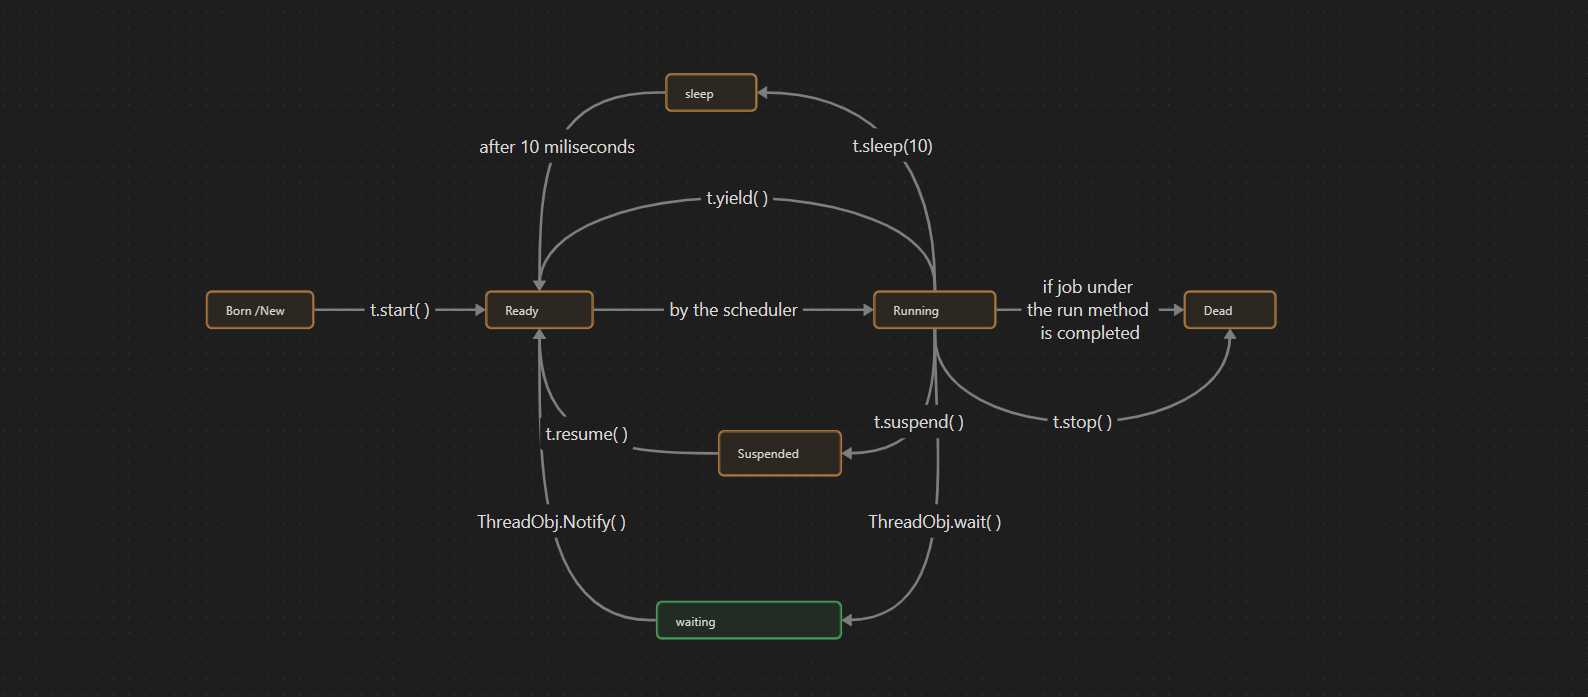 sleep
after 10 miliseconds
t.sleep(10)
t.yield( )
Born /New
t.start( )
Ready
by the scheduler
Running
if job under
the run method
is completed
Dead
t.suspend( )
t.stop( )
t.resume( )
Suspended
ThreadObj.Notify( )
ThreadObj.wait( )
waiting